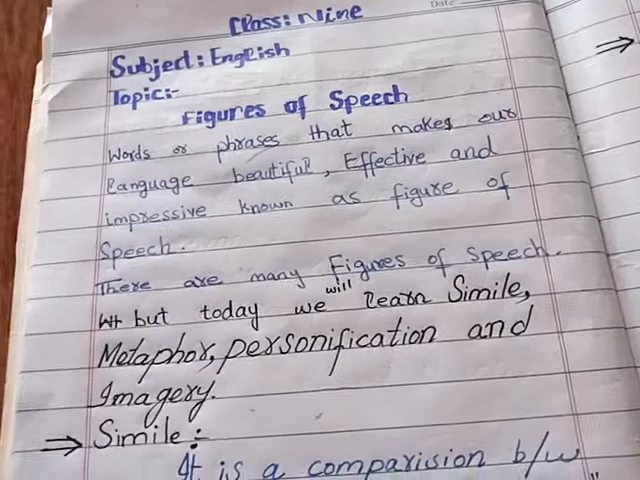 Class: Nine
Date
Subject: English
Topic:-
Figures of Speech
Words or phrases that makes our
language beautiful, Effective and
impressive known as figure of
Speech.
There are many Figures of speech.
but today we will learn Simile,
Metaphor, personification and
Imagery.
⇒ Simile:-
It is a comparision b/w